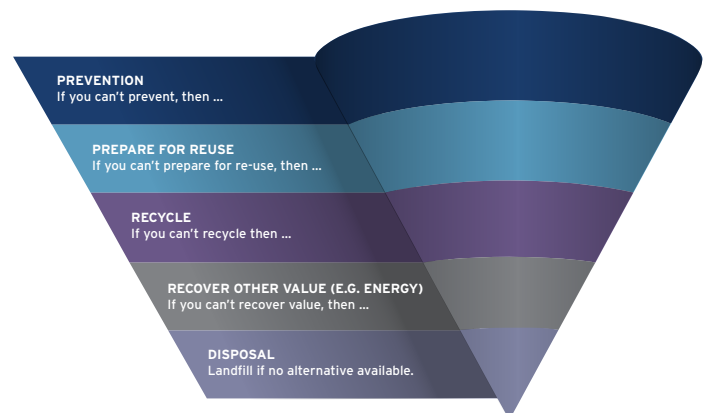 PREVENTION
If you can't prevent, then ...
PREPARE FOR REUSE
If you can't prepare for re-use, then ...
RECYCLE
If you can't recycle then ...
RECOVER OTHER VALUE (E.G. ENERGY)
If you can't recover value, then ...
DISPOSAL
Landfill if no alternative available.